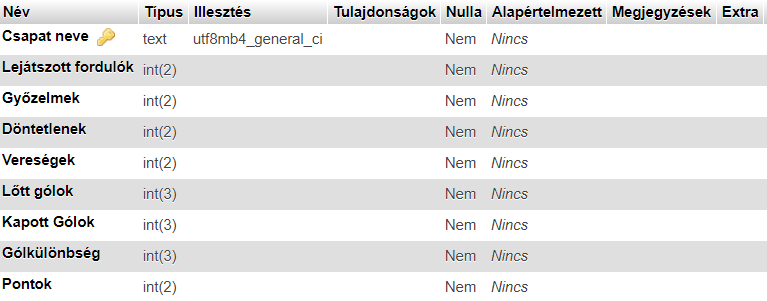 Név Típus Illesztés Tulajdonságok Nulla Alapértelmezett Megjegyzések Extra
Csapat neve text utf8mb4_general_ci Nem Nincs
Lejátszott fordulók int(2) Nem Nincs
Győzelmek int(2) Nem Nincs
Döntetlenek int(2) Nem Nincs
Vereségek int(2) Nem Nincs
Lőtt gólok int(3) Nem Nincs
Kapott Gólok int(3) Nem Nincs
Gólkülönbség int(3) Nem Nincs
Pontok int(2) Nem Nincs